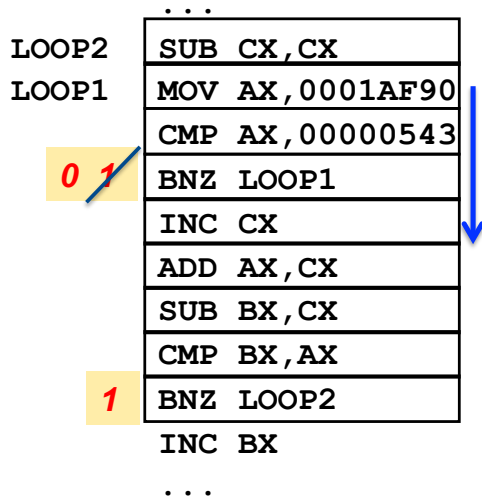 ...
LOOP2 SUB CX,CX
LOOP1 MOV AX,0001AF90
CMP AX,00000543
0 1 BNZ LOOP1
INC CX
ADD AX,CX
SUB BX,CX
CMP BX,AX
1 BNZ LOOP2
INC BX
...